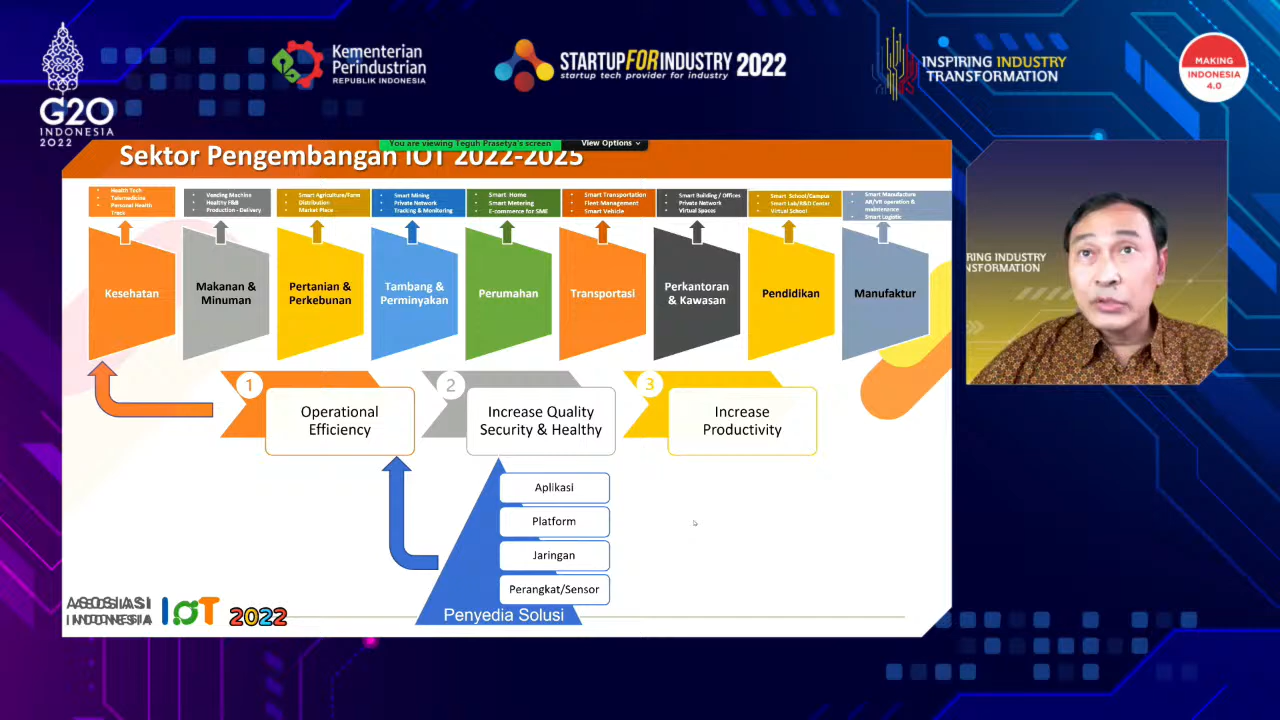 G20
INDONESIA
2022
Kementerian
Perindustrian
REPUBLIK INDONESIA
STARTUPFORINDUSTRY 2022
startup tech provider for industry
INSPIRING INDUSTRY
TRANSFORMATION
MAKING
INDONESIA
4.0
You are viewing Teguh Prasetya's screen
View Options
Sektor Pengembangan IOT 2022-2025
Health Tech
Telemedicine
Personal Health
Track
Vending Machine
Healthy F&B
Production - Delivery
Smart Agriculture/Farm
Distribution
Market Place
Smart Mining
Private Network
Tracking & Monitoring
Smart Home
Smart Metering
E-commerce for SME
Smart Transportation
Fleet Management
Smart Vehicle
Smart Building / Offices
Private Network
Virtual Spaces
Smart School/Campus
Smart Lab/R&D Center
Virtual School
Smart Manufacture
AR/VR operation &
maintenance
Smart Logistic
Kesehatan
Makanan &
Minuman
Pertanian &
Perkebunan
Tambang &
Perminyakan
Perumahan
Transportasi
Perkantoran
& Kawasan
Pendidikan
Manufaktur
1
Operational
Efficiency
2
Increase Quality
Security & Healthy
3
Increase
Productivity
Aplikasi
Platform
Jaringan
Perangkat/Sensor
Penyedia Solusi
ASOSIASI
INDONESIA
IOT
2022
RING INDUSTRY
NSFORMATION